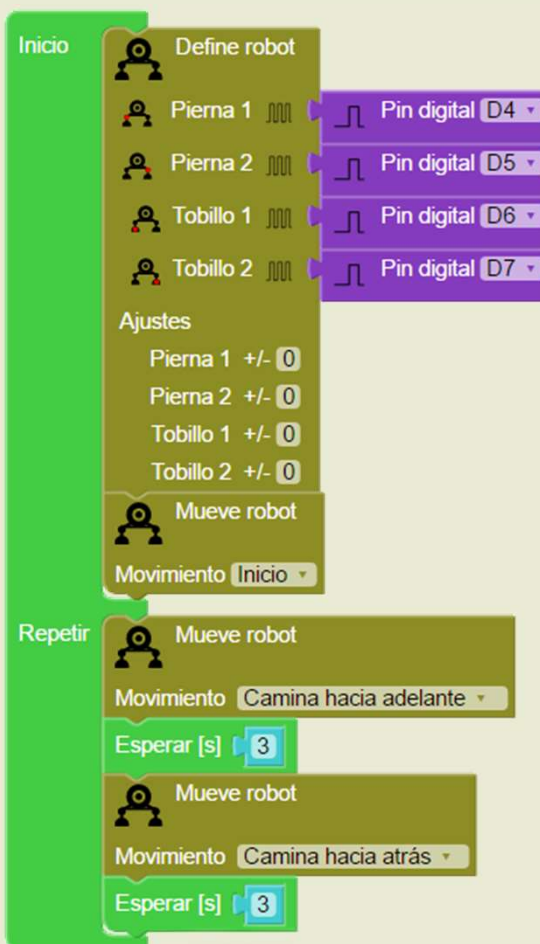 Inicio
Define robot
Pierna 1 Pin digital D4
Pierna 2 Pin digital D5
Tobillo 1 Pin digital D6
Tobillo 2 Pin digital D7
Ajustes
Pierna 1 +/- 0
Pierna 2 +/- 0
Tobillo 1 +/- 0
Tobillo 2 +/- 0
Mueve robot
Movimiento Inicio
Repetir
Mueve robot
Movimiento Camina hacia adelante
Esperar [s] 3
Mueve robot
Movimiento Camina hacia atrás
Esperar [s] 3